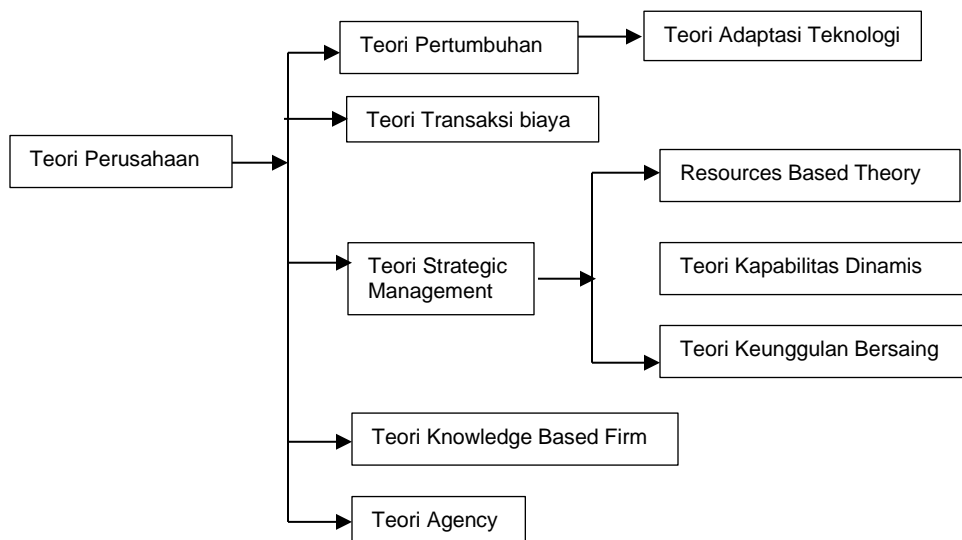 Teori Pertumbuhan
Teori Adaptasi Teknologi
Teori Transaksi biaya
Teori Perusahaan
Resources Based Theory
Teori Strategic
Management
Teori Kapabilitas Dinamis
Teori Keunggulan Bersaing
Teori Knowledge Based Firm
Teori Agency